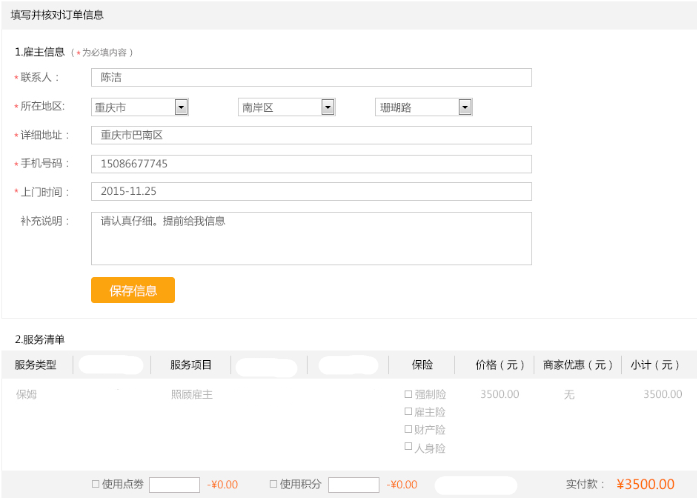 填写并核对订单信息
1.雇主信息 (*为必填内容)
*联系人: 陈洁
*所在地区: 重庆市 南岸区 珊瑚路
*详细地址: 重庆市巴南区
*手机号码: 15086677745
*上门时间: 2015-11.25
补充说明: 请认真仔细。提前给我信息
保存信息
2.服务清单
服务类型 服务项目 保险 价格(元) 商家优惠(元) 小计(元)
保姆 照顾雇主 强制险 3500.00 无 3500.00
雇主险
财产险
人身险
使用点劵 -¥0.00 使用积分 -¥0.00 实付款: ¥3500.00